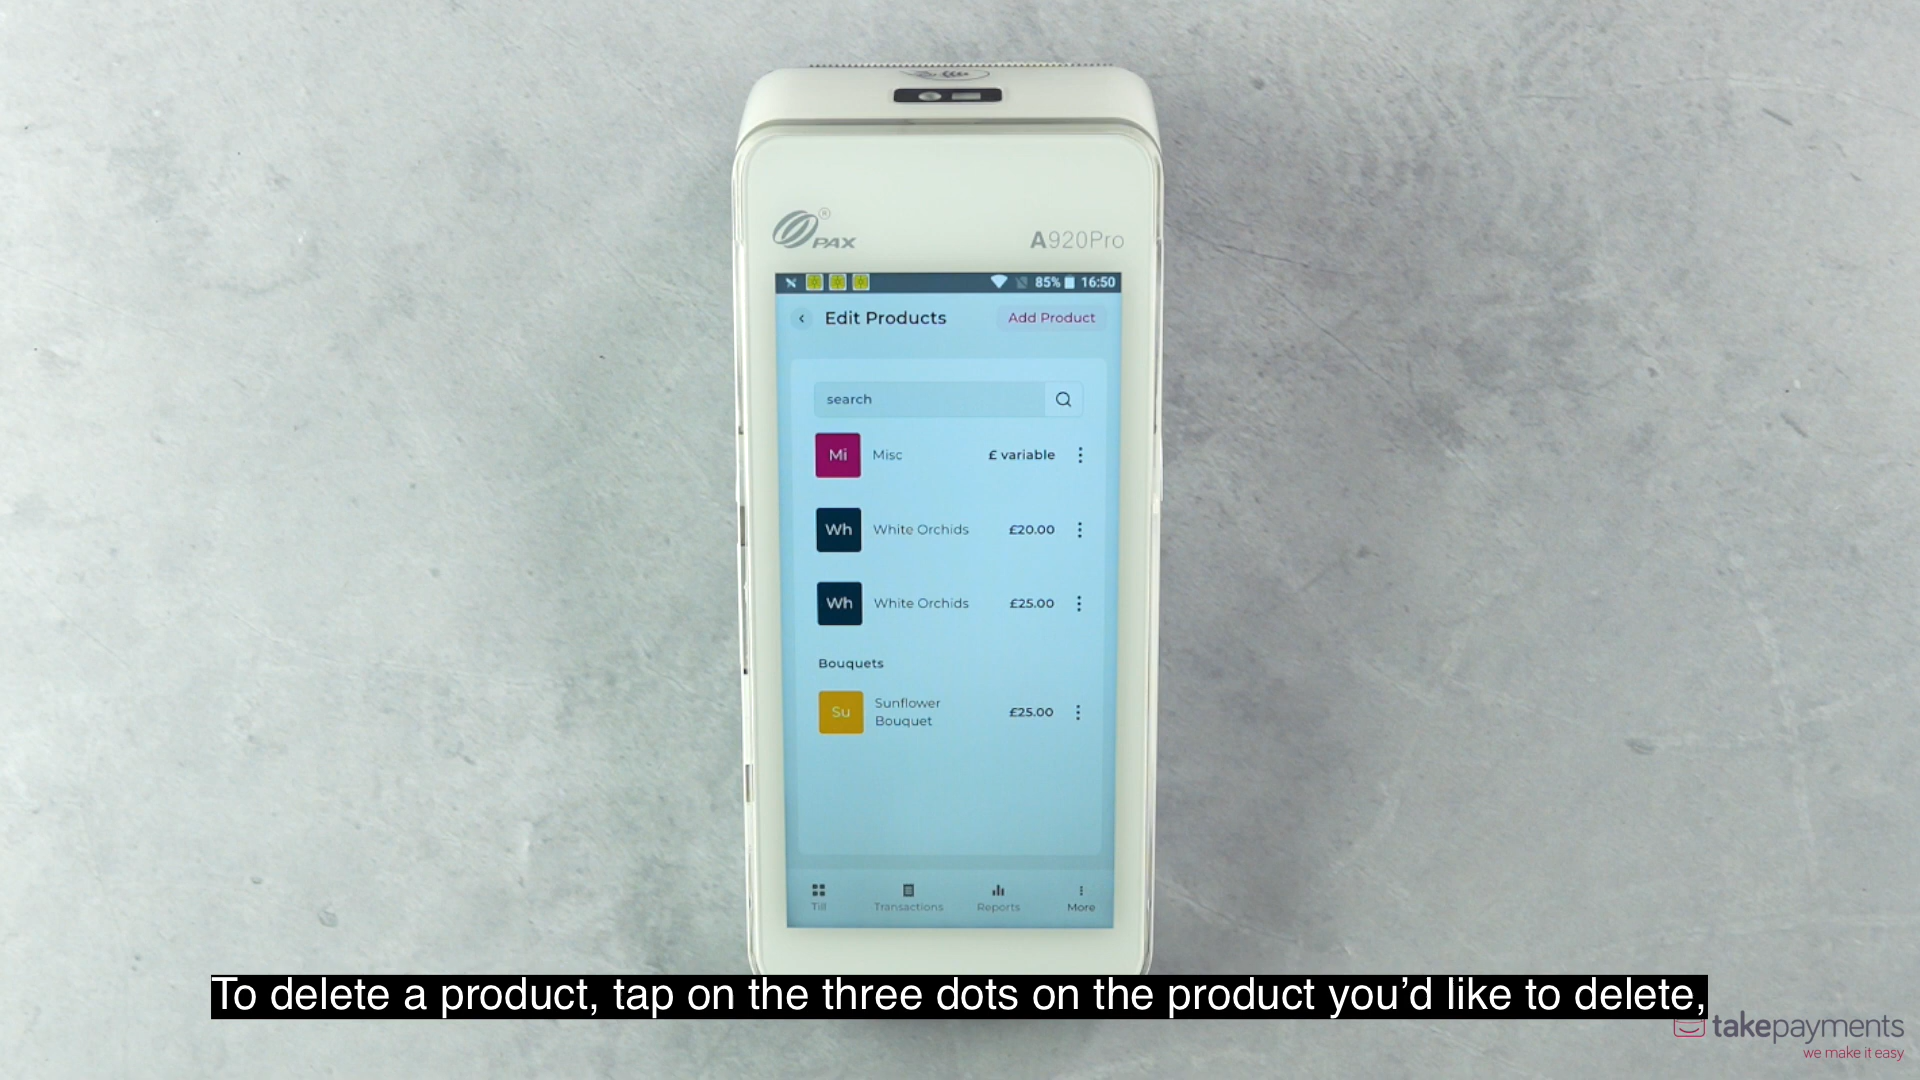 PAX
A920Pro
85% 16:50
Edit Products
Add Product
search
Mi Misc £ variable
Wh White Orchids £20.00
Wh White Orchids £25.00
Bouquets
Su Sunflower Bouquet £25.00
Till Transactions Reports More
To delete a product, tap on the three dots on the product you’d like to delete,
takepayments
we make it easy